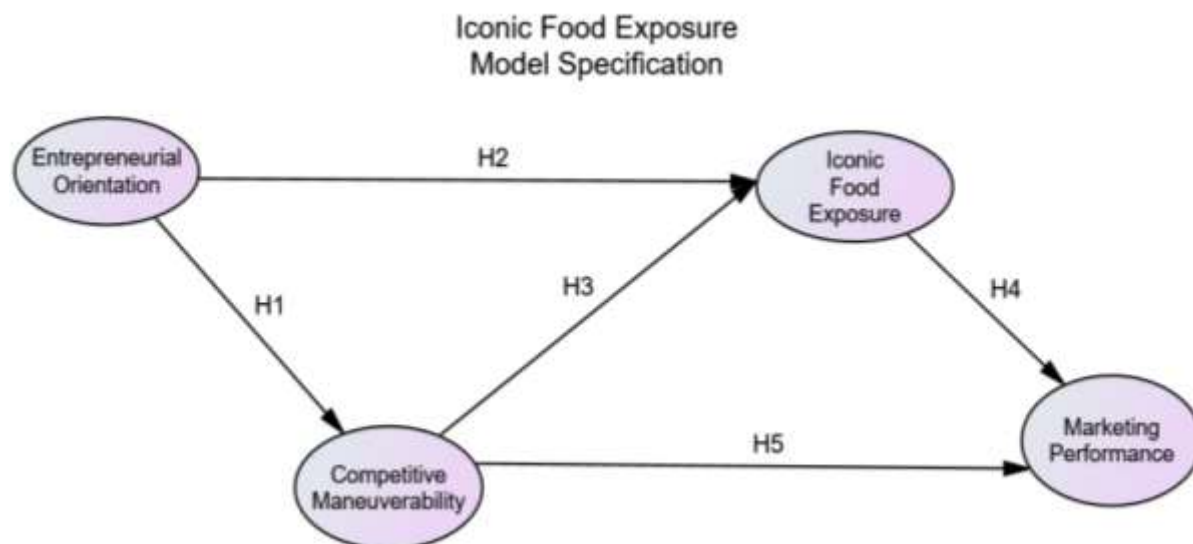 Iconic Food Exposure
Model Specification
Entrepreneurial
Orientation
H2
Iconic
Food
Exposure
H1
H3
H4
Competitive
Maneuverability
H5
Marketing
Performance